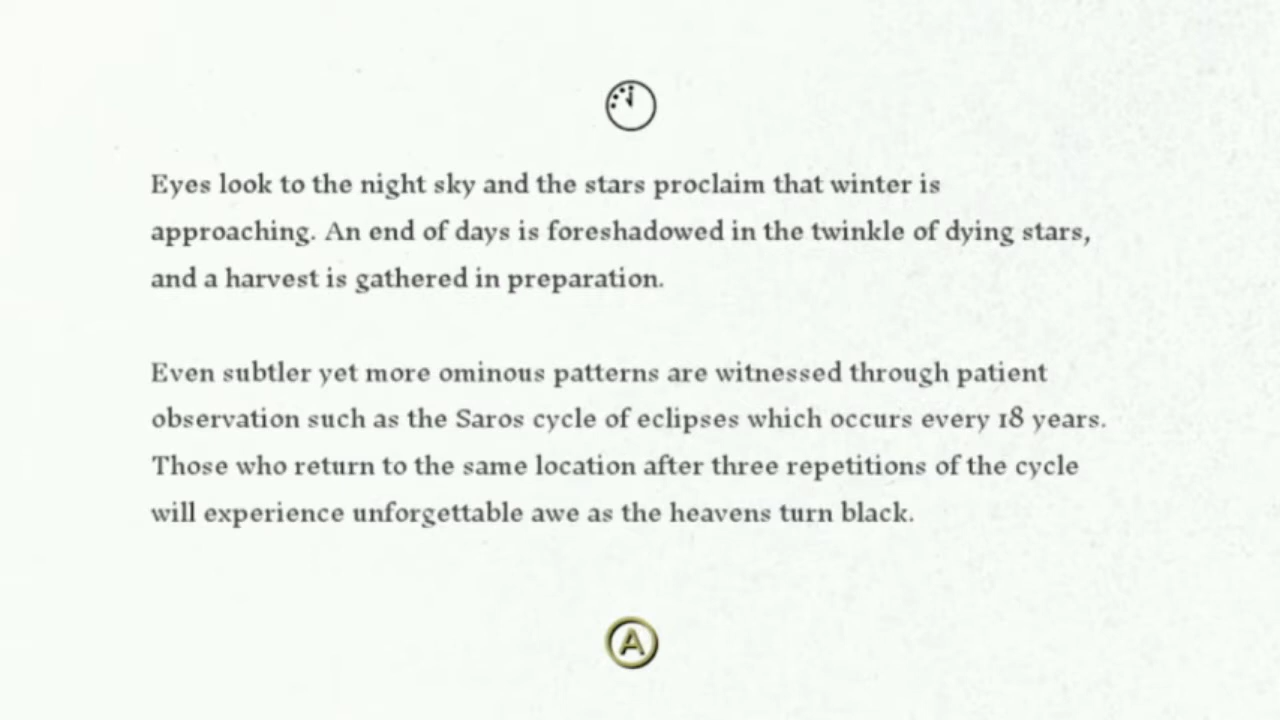 Eyes look to the night sky and the stars proclaim that winter is
approaching. An end of days is foreshadowed in the twinkle of dying stars,
and a harvest is gathered in preparation.
Even subtler yet more ominous patterns are witnessed through patient
observation such as the Saros cycle of eclipses which occurs every 18 years.
Those who return to the same location after three repetitions of the cycle
will experience unforgettable awe as the heavens turn black.
A